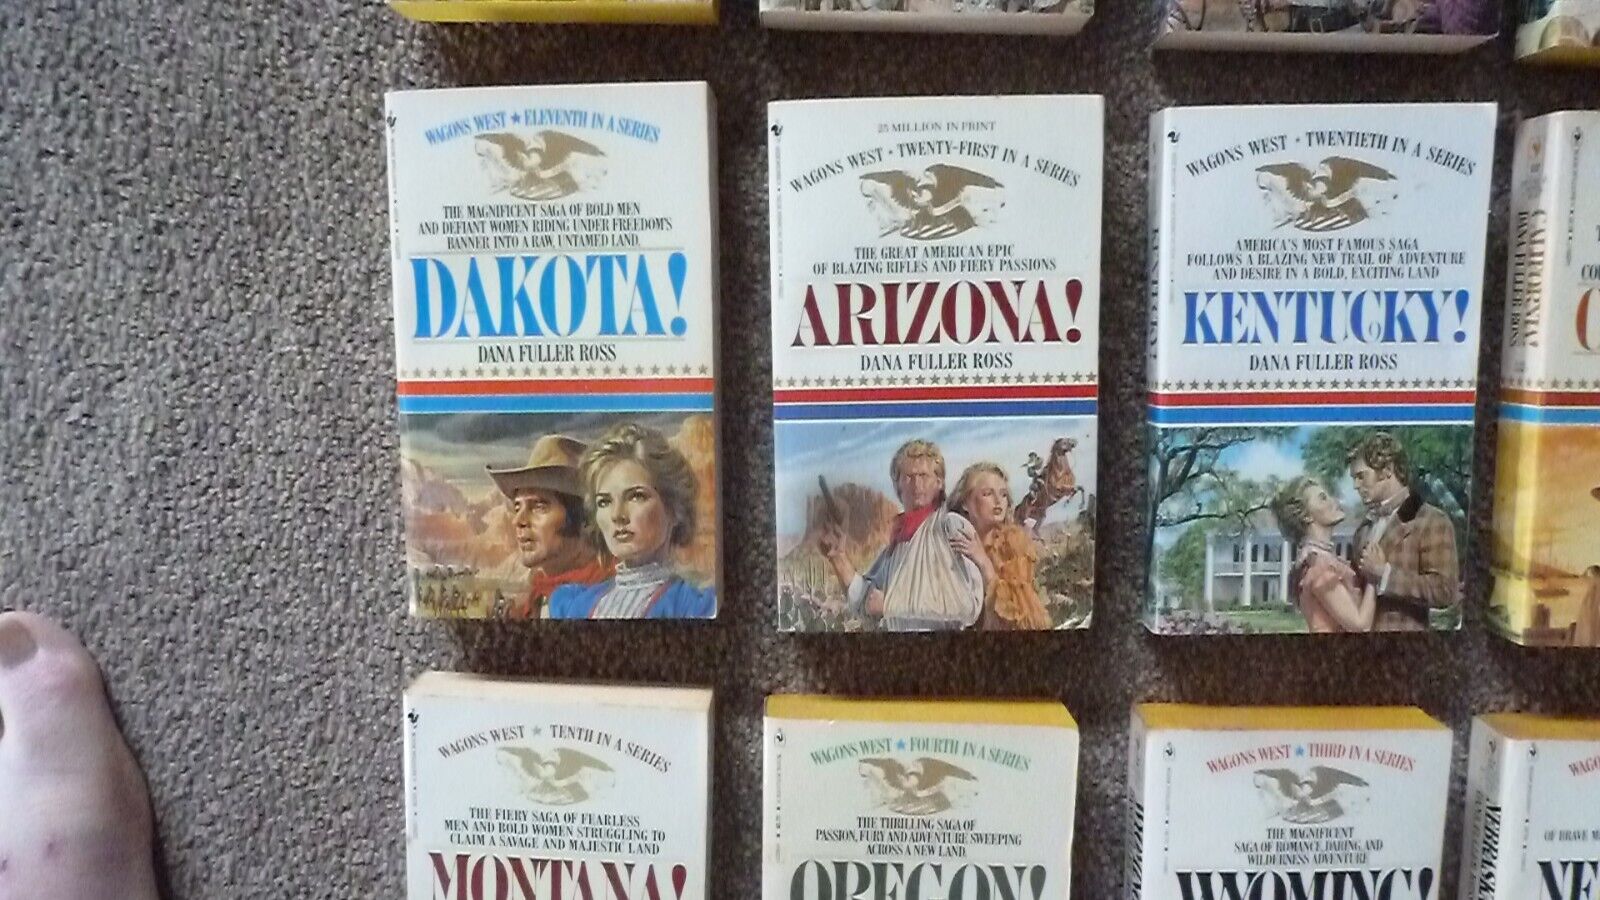 WAGONS WEST ★ ELEVENTH IN A SERIES
THE MAGNIFICENT SAGA OF BOLD MEN
AND DEFIANT WOMEN RIDING UNDER FREEDOM'S
BANNER INTO A RAW, UNTAMED LAND.
DAKOTA!
DANA FULLER ROSS
25 MILLION IN PRINT
WAGONS WEST ★ TWENTY-FIRST IN A SERIES
THE GREAT AMERICAN EPIC
OF BLAZING RIFLES AND FIERY PASSIONS
ARIZONA!
DANA FULLER ROSS
WAGONS WEST ★ TWENTIETH IN A SERIES
AMERICA'S MOST FAMOUS SAGA
FOLLOWS A BLAZING NEW TRAIL OF ADVENTURE
AND DESIRE IN A BOLD, EXCITING LAND
KENTUCKY!
DANA FULLER ROSS
CALIFORNIA!
DANA FULLER ROSS
WAGONS WEST ★ TENTH IN A SERIES
THE FIERY SAGA OF FEARLESS
MEN AND BOLD WOMEN STRUGGLING TO
CLAIM A SAVAGE AND MAJESTIC LAND
MONTANA!
WAGONS WEST ★ FOURTH IN A SERIES
THE THRILLING SAGA OF
PASSION, FURY AND ADVENTURE SWEEPING
ACROSS A NEW LAND.
OREGON!
WAGONS WEST ★ THIRD IN A SERIES
THE MAGNIFICENT
SAGA OF ROMANCE, DARING, AND
WILDERNESS ADVENTURE
WYOMING!
OF BRAVE
NE